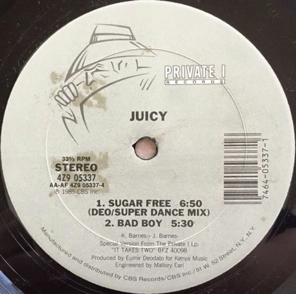 PRIVATE I
RECORDS
JUICY
33⅓ RPM
STEREO
4Z9 05337
AA-AF 4Z9 05337-4
℗ 1985 CBS Inc.
7464-05337-1
1. SUGAR FREE 6:50
(DEO/SUPER DANCE MIX)
2. BAD BOY 5:30
K. Barnes - J. Barnes
Special Version From The Private I Lp:
"IT TAKES TWO" BFZ 40098
Produced by Eumir Deodato for Kenya Music
Engineered by Mallory Earl
Manufactured and distributed by CBS Records/CBS Inc./51 W. 52 Street, N.Y., N.Y.